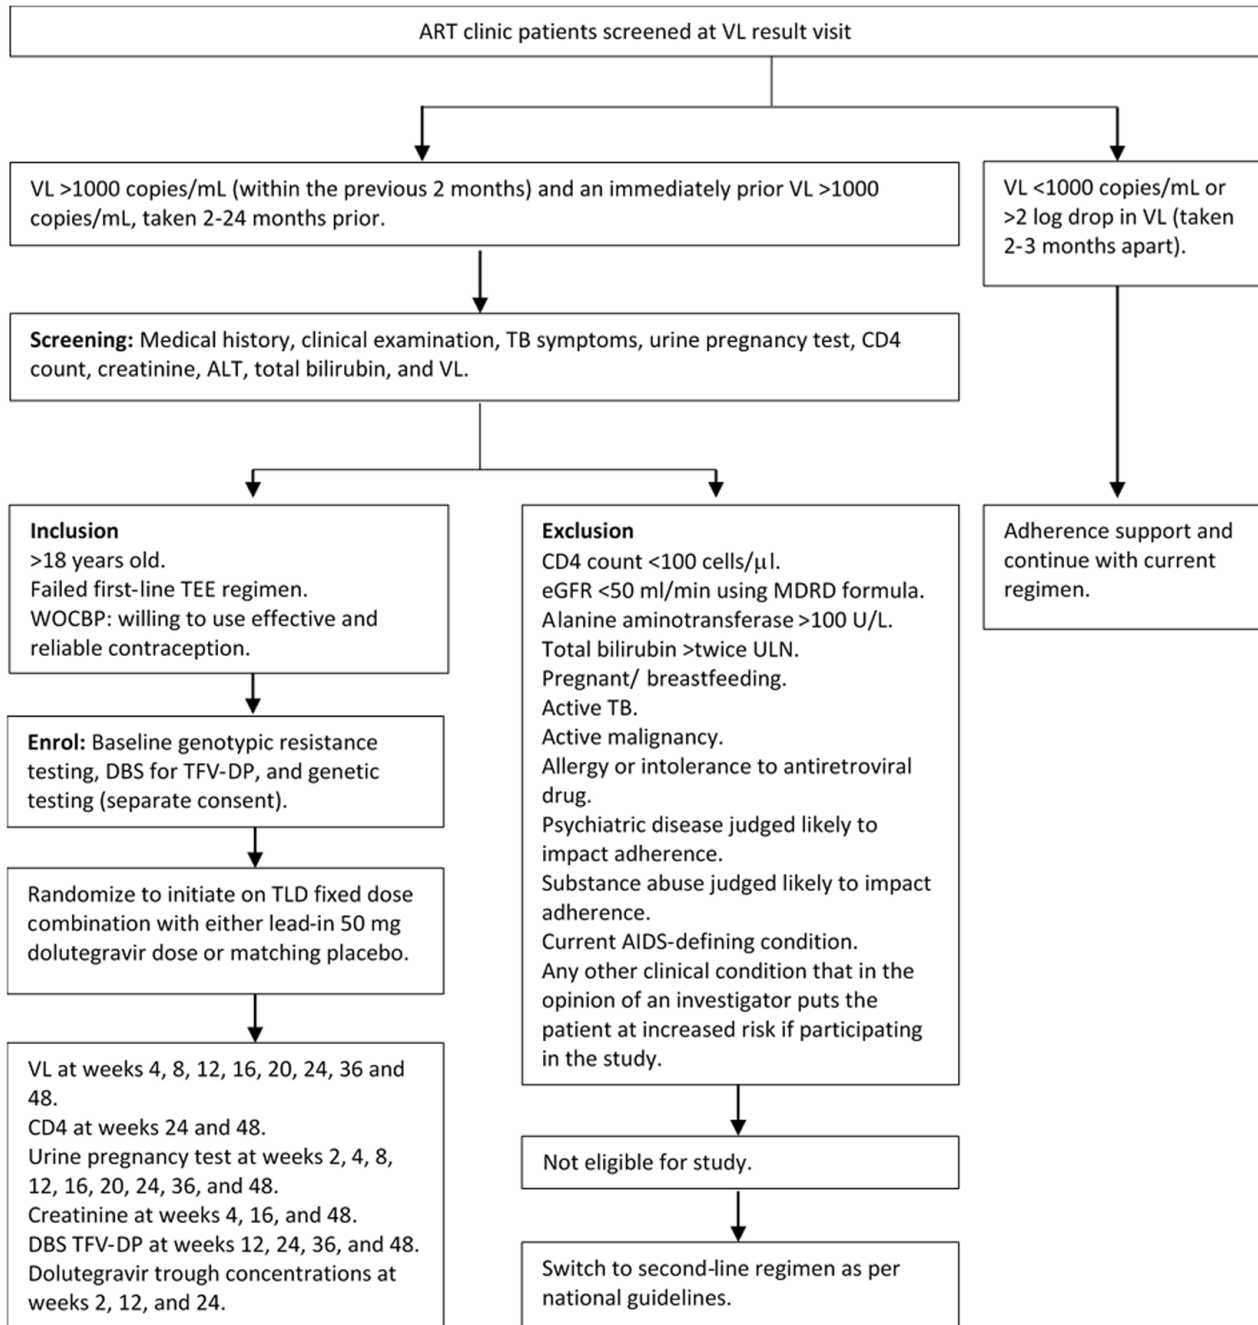 ART clinic patients screened at VL result visit
VL >1000 copies/mL (within the previous 2 months) and an immediately prior VL >1000
copies/mL, taken 2-24 months prior.
VL <1000 copies/mL or
>2 log drop in VL (taken
2-3 months apart).
Screening: Medical history, clinical examination, TB symptoms, urine pregnancy test, CD4
count, creatinine, ALT, total bilirubin, and VL.
Inclusion
>18 years old.
Failed first-line TEE regimen.
WOCBP: willing to use effective and
reliable contraception.
Exclusion
CD4 count <100 cells/µl.
eGFR <50 ml/min using MDRD formula.
Alanine aminotransferase >100 U/L.
Total bilirubin >twice ULN.
Pregnant/ breastfeeding.
Active TB.
Active malignancy.
Allergy or intolerance to antiretroviral
drug.
Psychiatric disease judged likely to
impact adherence.
Substance abuse judged likely to impact
adherence.
Current AIDS-defining condition.
Any other clinical condition that in the
opinion of an investigator puts the
patient at increased risk if participating
in the study.
Adherence support and
continue with current
regimen.
Enrol: Baseline genotypic resistance
testing, DBS for TFV-DP, and genetic
testing (separate consent).
Randomize to initiate on TLD fixed dose
combination with either lead-in 50 mg
dolutegravir dose or matching placebo.
VL at weeks 4, 8, 12, 16, 20, 24, 36 and
48.
CD4 at weeks 24 and 48.
Urine pregnancy test at weeks 2, 4, 8,
12, 16, 20, 24, 36, and 48.
Creatinine at weeks 4, 16, and 48.
DBS TFV-DP at weeks 12, 24, 36, and 48.
Dolutegravir trough concentrations at
weeks 2, 12, and 24.
Not eligible for study.
Switch to second-line regimen as per
national guidelines.